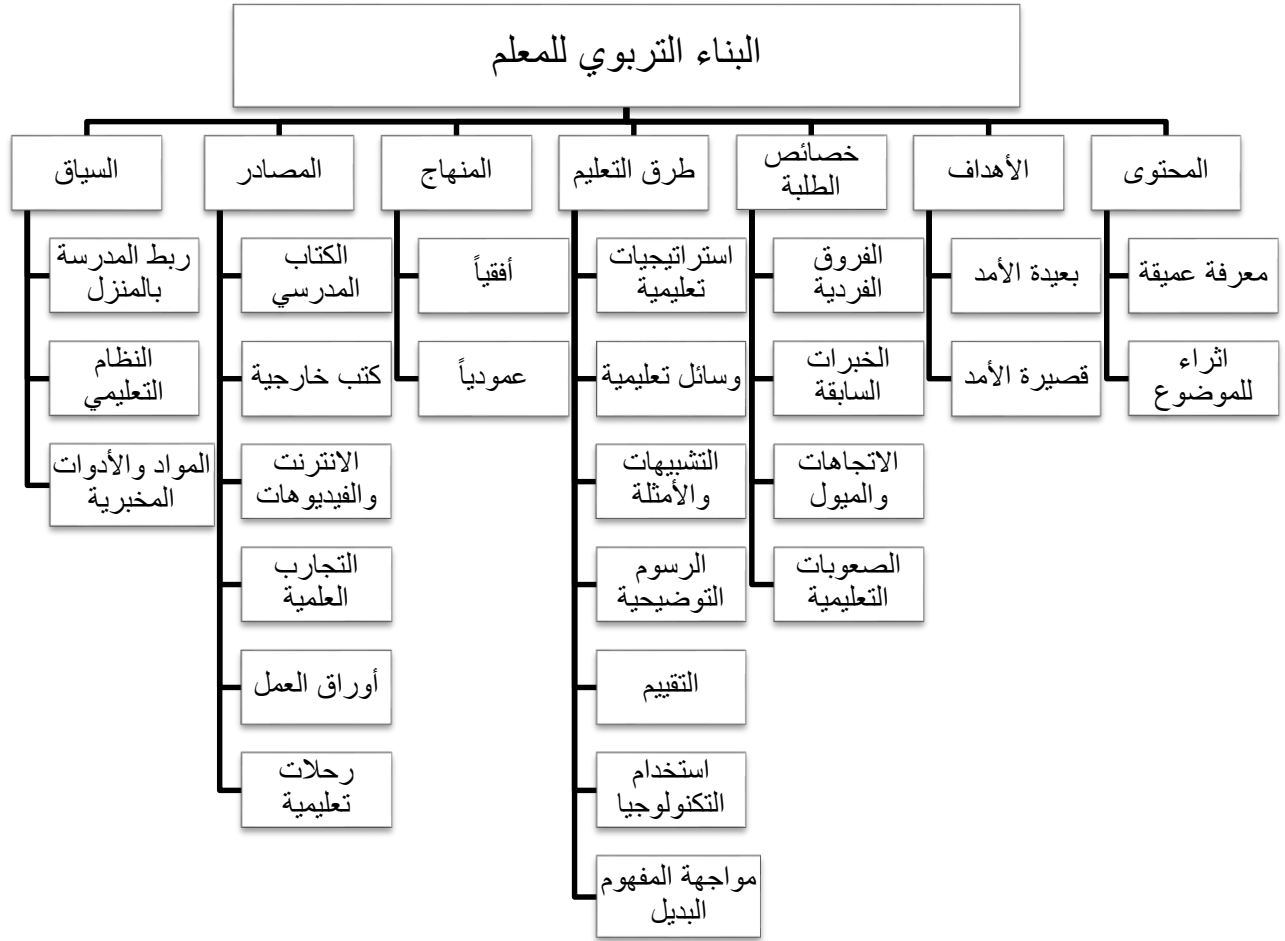 البناء التربوي للمعلم
المحتوى
معرفة عميقة
اثراء
للموضوع
الأهداف
بعيدة الأمد
قصيرة الأمد
خصائص
الطلبة
الفروق
الفردية
الخبرات
السابقة
الاتجاهات
والميول
الصعوبات
التعليمية
طرق التعليم
استراتيجيات
تعليمية
وسائل تعليمية
التشبيهات
والأمثلة
الرسوم
التوضيحية
التقييم
استخدام
التكنولوجيا
مواجهة المفهوم
البديل
المنهاج
أفقياً
عمودياً
المصادر
الكتاب
المدرسي
كتب خارجية
الانترنت
والفيديوهات
التجارب
العلمية
أوراق العمل
رحلات
تعليمية
السياق
ربط المدرسة
بالمنزل
النظام
التعليمي
المواد والأدوات
المخبرية